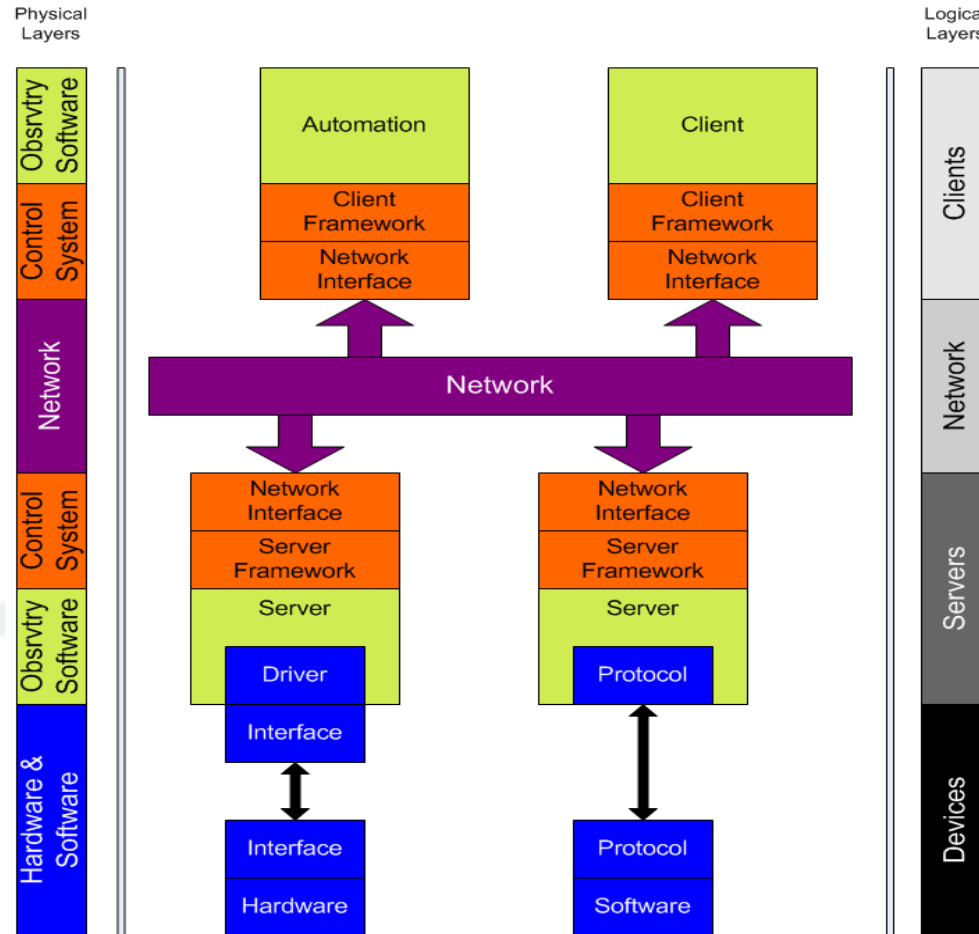 Physical
Layers
Logica
Layers
Obsrvtry
Software
Control
System
Network
Control
System
Obsrvtry
Software
Hardware &
Software
Automation
Client
Framework
Network
Interface
Client
Client
Framework
Network
Interface
Network
Network
Interface
Server
Framework
Server
Driver
Interface
Interface
Hardware
Network
Interface
Server
Framework
Server
Protocol
Protocol
Software
Clients
Network
Servers
Devices